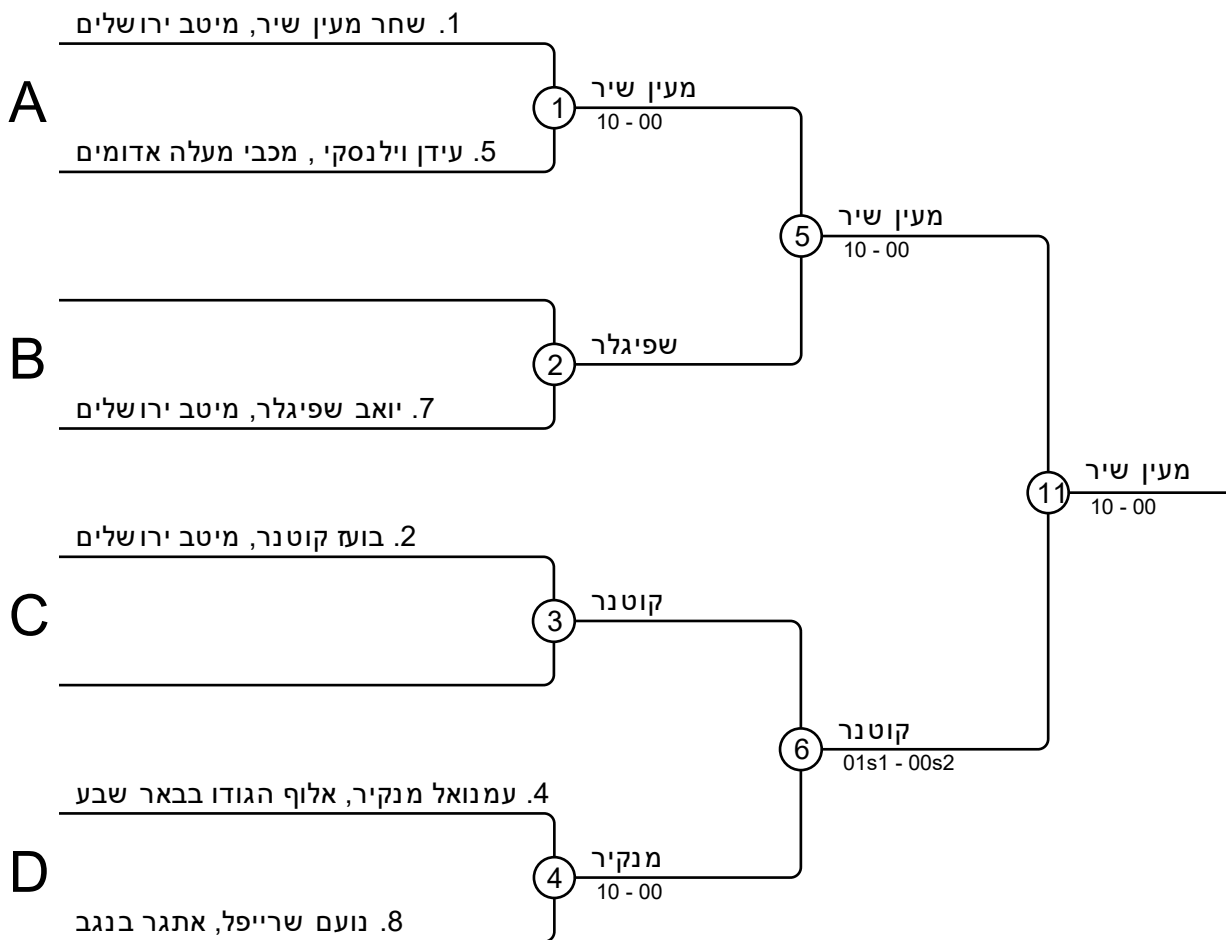 1. שחר מעין שיר, מיטב ירושלים
A
1
מעין שיר
10 - 00
5. עידן וילנסקי , מכבי מעלה אדומים
5
מעין שיר
10 - 00
B
2
שפיגלר
7. יואב שפיגלר, מיטב ירושלים
11
מעין שיר
10 - 00
2. בועז קוטנר, מיטב ירושלים
C
3
קוטנר
6
קוטנר
01s1 - 00s2
4. עמנואל מנקיר, אלוף הגודו בבאר שבע
D
4
מנקיר
10 - 00
8. נועם שרייפל, אתגר בנגב